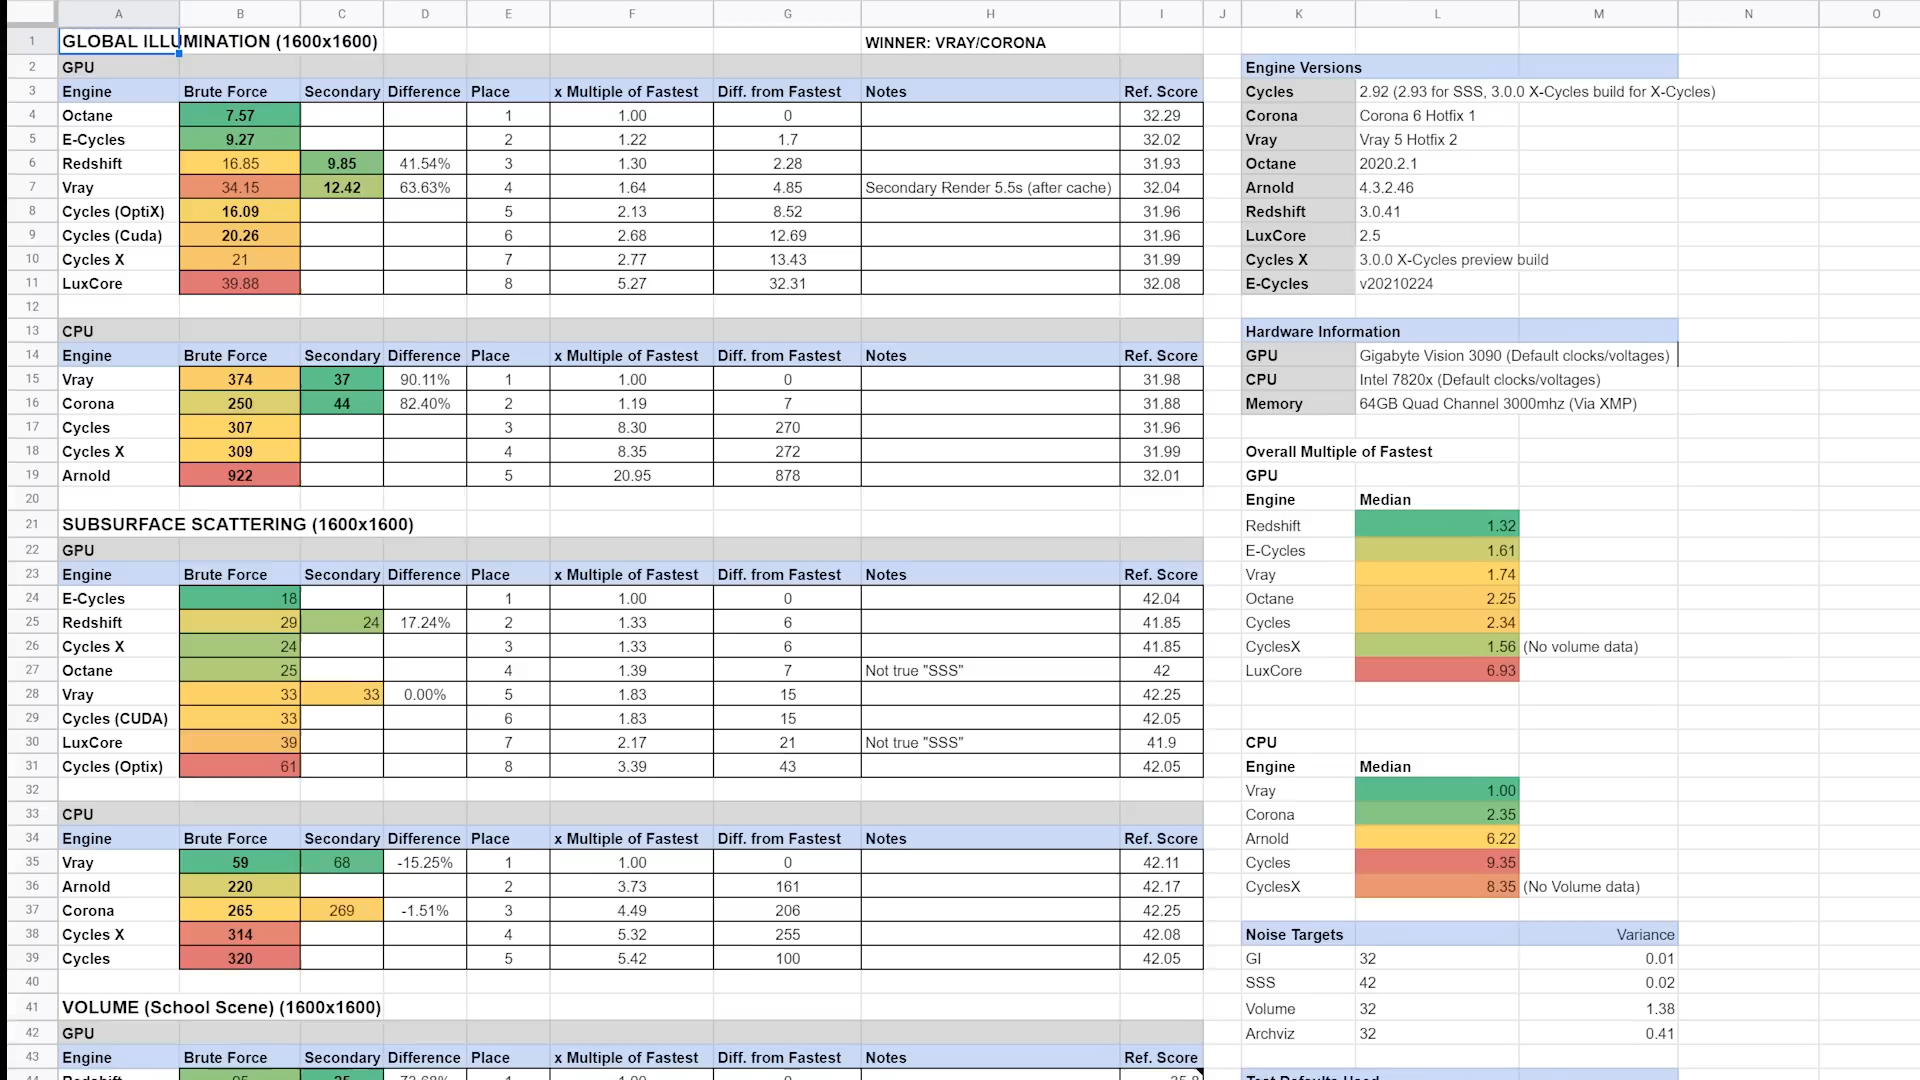 A B C D E F G H I J K L M N O
1 GLOBAL ILLUMINATION (1600x1600) WINNER: VRAY/CORONA
2 GPU Engine Versions
3 Engine Brute Force Secondary Difference Place x Multiple of Fastest Diff. from Fastest Notes Ref. Score Cycles 2.92 (2.93 for SSS, 3.0.0 X-Cycles build for X-Cycles)
4 Octane 7.57 1 1.00 0 32.29 Corona Corona 6 Hotfix 1
5 E-Cycles 9.27 2 1.22 1.7 32.02 Vray Vray 5 Hotfix 2
6 Redshift 16.85 9.85 41.54% 3 1.30 2.28 31.93 Octane 2020.2.1
7 Vray 34.15 12.42 63.63% 4 1.64 4.85 Secondary Render 5.5s (after cache) 32.04 Arnold 4.3.2.46
8 Cycles (OptiX) 16.09 5 2.13 8.52 31.96 Redshift 3.0.41
9 Cycles (Cuda) 20.26 6 2.68 12.69 31.96 LuxCore 2.5
10 Cycles X 21 7 2.77 13.43 31.99 Cycles X 3.0.0 X-Cycles preview build
11 LuxCore 39.88 8 5.27 32.31 32.08 E-Cycles v20210224
12
13 CPU Hardware Information
14 Engine Brute Force Secondary Difference Place x Multiple of Fastest Diff. from Fastest Notes Ref. Score GPU Gigabyte Vision 3090 (Default clocks/voltages)
15 Vray 374 37 90.11% 1 1.00 0 31.98 CPU Intel 7820x (Default clocks/voltages)
16 Corona 250 44 82.40% 2 1.19 7 31.88 Memory 64GB Quad Channel 3000mhz (Via XMP)
17 Cycles 307 3 8.30 270 31.96
18 Cycles X 309 4 8.35 272 31.99 Overall Multiple of Fastest
19 Arnold 922 5 20.95 878 32.01 GPU
20 Engine Median
21 SUBSURFACE SCATTERING (1600x1600) Redshift 1.32
22 GPU E-Cycles 1.61
23 Engine Brute Force Secondary Difference Place x Multiple of Fastest Diff. from Fastest Notes Ref. Score Vray 1.74
24 E-Cycles 18 1 1.00 0 42.04 Octane 2.25
25 Redshift 29 24 17.24% 2 1.33 6 41.85 Cycles 2.34
26 Cycles X 24 3 1.33 6 41.85 CyclesX 1.56 (No volume data)
27 Octane 25 4 1.39 7 Not true "SSS" 42 LuxCore 6.93
28 Vray 33 33 0.00% 5 1.83 15 42.25
29 Cycles (CUDA) 33 6 1.83 15 42.05
30 LuxCore 39 7 2.17 21 Not true "SSS" 41.9 CPU
31 Cycles (Optix) 61 8 3.39 43 42.05 Engine Median
32 Vray 1.00
33 CPU Corona 2.35
34 Engine Brute Force Secondary Difference Place x Multiple of Fastest Diff. from Fastest Notes Ref. Score Arnold 6.22
35 Vray 59 68 -15.25% 1 1.00 0 42.11 Cycles 9.35
36 Arnold 220 2 3.73 161 42.17 CyclesX 8.35 (No Volume data)
37 Corona 265 269 -1.51% 3 4.49 206 42.25
38 Cycles X 314 4 5.32 255 42.08 Noise Targets Variance
39 Cycles 320 5 5.42 100 42.05 GI 32 0.01
40 SSS 42 0.02
41 VOLUME (School Scene) (1600x1600) Volume 32 1.38
42 GPU Archviz 32 0.41
43 Engine Brute Force Secondary Difference Place x Multiple of Fastest Diff. from Fastest Notes Ref. Score